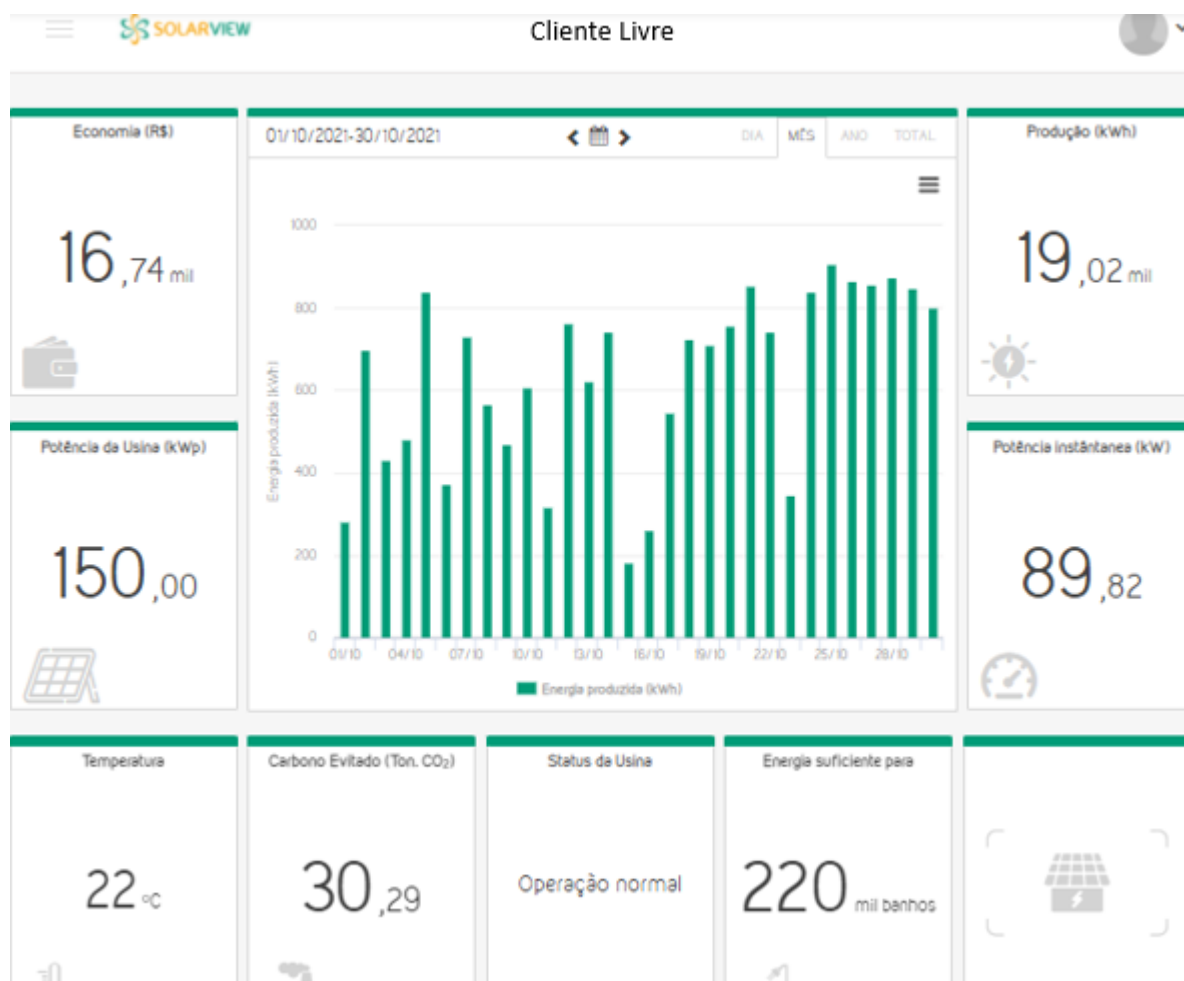 SOLARVIEW
Cliente Livre
Economia (R$)
16,74 mil
01/10/2021-30/10/2021
DIA MÊS ANO TOTAL
Produção (kWh)
19,02 mil
Energia produzida (kWh)
1000
800
600
400
200
0
01/10 04/10 07/10 10/10 13/10 16/10 19/10 22/10 25/10 28/10
Energia produzida (kWh)
Potência da Usina (kWp)
150,00
Potência instântanea (kW)
89,82
Temperatura
22 °C
Carbono Evitado (Ton. CO₂)
30,29
Status da Usina
Operação normal
Energia suficiente para
220 mil banhos